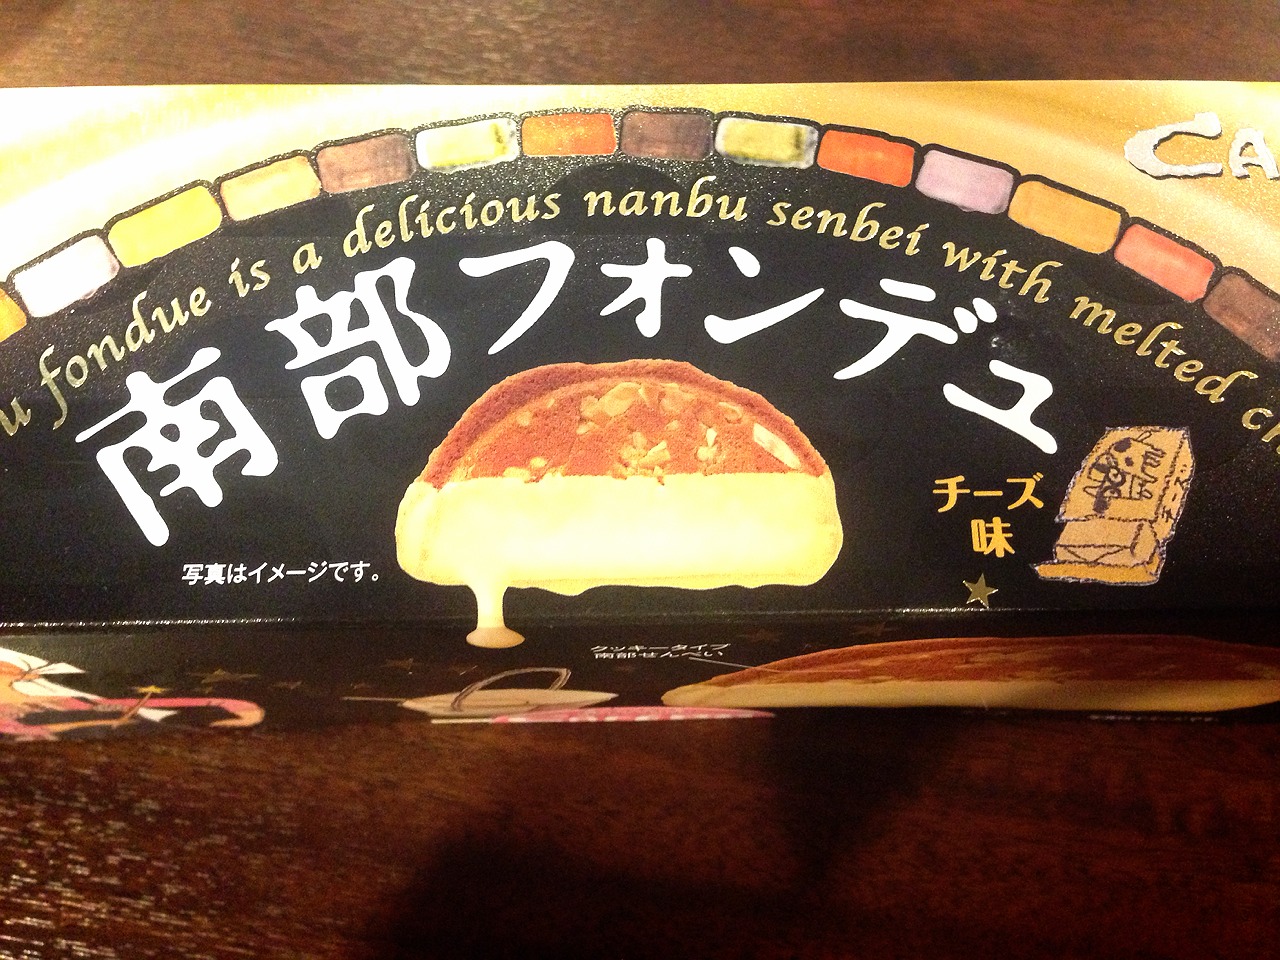 CA
fondue is a delicious nanbu senbei with melted
南部フォンデュ
チーズ
味
写真はイメージです。
クッキータイプ
南部せんべい